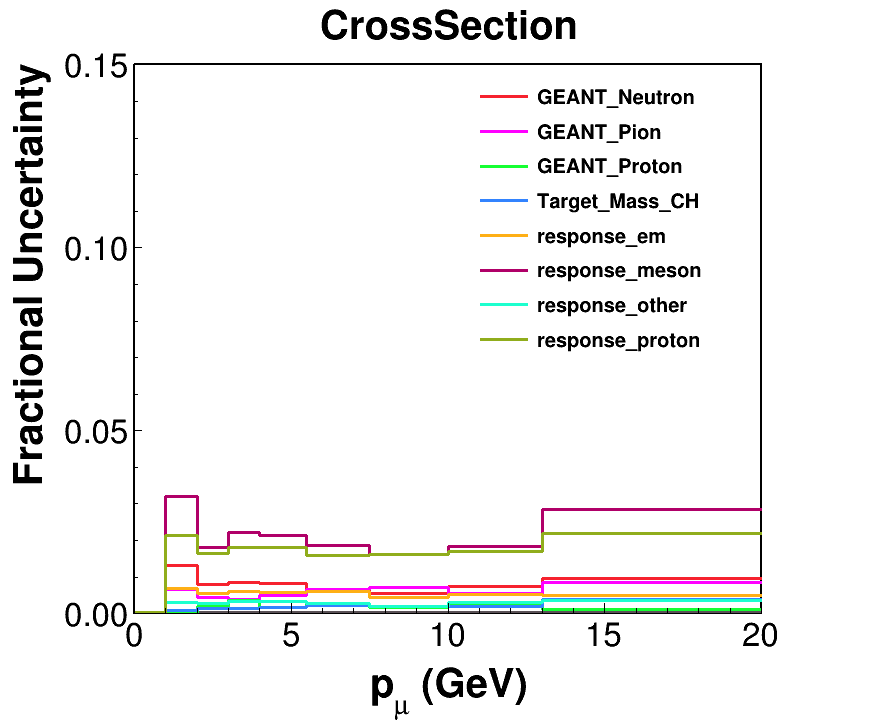 CrossSection
Fractional Uncertainty
0.15
0.10
0.05
0.00
GEANT_Neutron
GEANT_Pion
GEANT_Proton
Target_Mass_CH
response_em
response_meson
response_other
response_proton
0 5 10 15 20
p_μ (GeV)